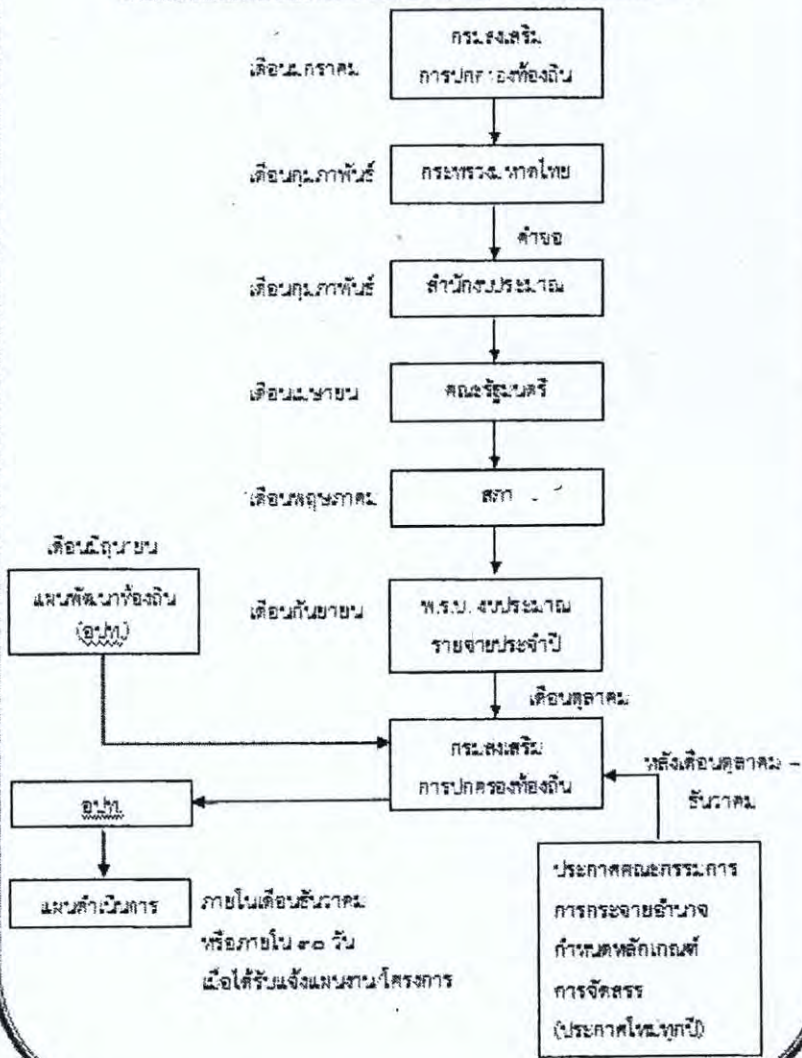 กรมส่งเสริม
เดือนมกราคม
การปกครองท้องถิ่น
เดือนกุมภาพันธ์
กระทรวงมหาดไทย
คำขอ
เดือนกุมภาพันธ์
สำนักงบประมาณ
เดือนเมษายน
คณะรัฐมนตรี
เดือนพฤษภาคม
สภา
เดือนมิถุนายน
แผนพัฒนาท้องถิ่น
(อปท.)
เดือนกันยายน
พ.ร.บ. งบประมาณ
รายจ่ายประจำปี
เดือนตุลาคม
กรมส่งเสริม
การปกครองท้องถิ่น
หลังเดือนตุลาคม –
ธันวาคม
อปท.
แผนดำเนินการ
ภายในเดือนธันวาคม
หรือภายใน ๓๐ วัน
เมื่อได้รับแจ้งแผนงาน/โครงการ
ประกาศคณะกรรมการ
การกระจายอำนาจ
กำหนดหลักเกณฑ์
การจัดสรร
(ประกาศใหม่ทุกปี)